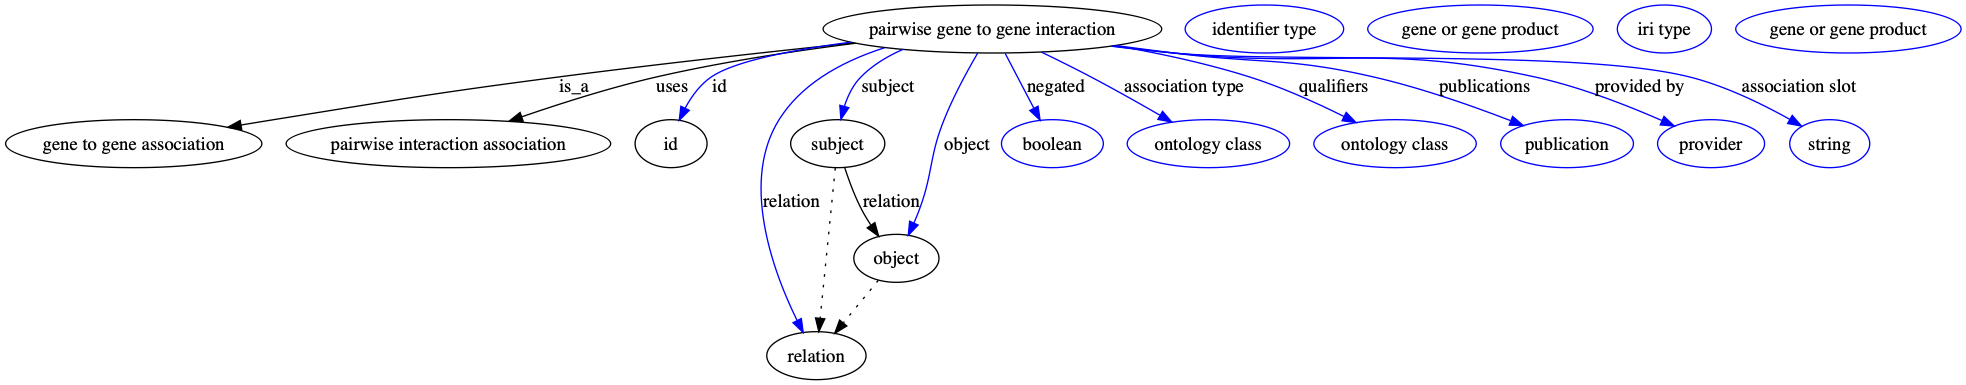 pairwise gene to gene interaction
identifier type
gene or gene product
iri type
gene or gene product
is_a
uses
id
subject
object
negated
association type
qualifiers
publications
provided by
association slot
gene to gene association
pairwise interaction association
id
subject
boolean
ontology class
ontology class
publication
provider
string
relation
relation
object
relation